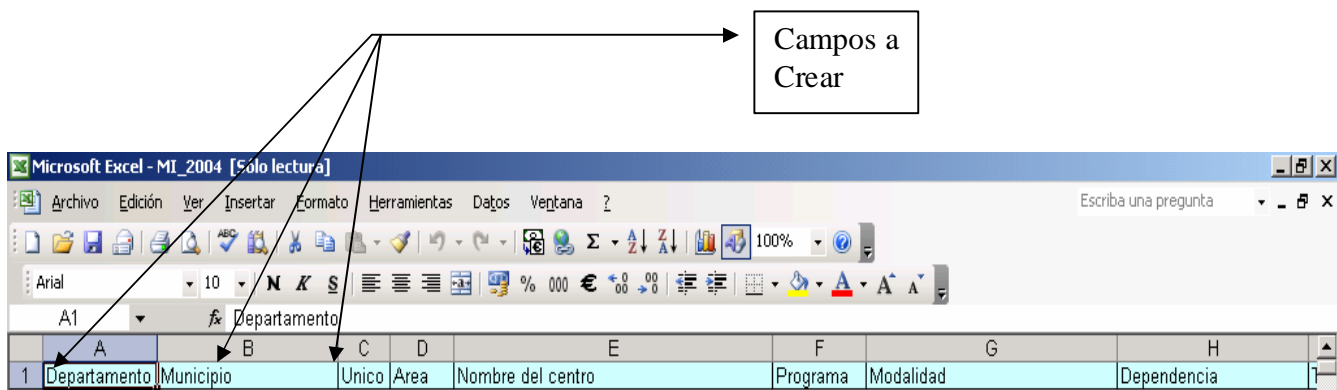 Campos a
Crear
Microsoft Excel - MI_2004 [Sólo lectura]
Archivo Edición Ver Insertar Formato Herramientas Datos Ventana ? Escriba una pregunta
ABC Σ A Z Z A 100%
Arial 10 N K S a % 000 € A A A
A1 fx Departamento
A B C D E F G H
1 Departamento Municipio Unico Area Nombre del centro Programa Modalidad Dependencia T